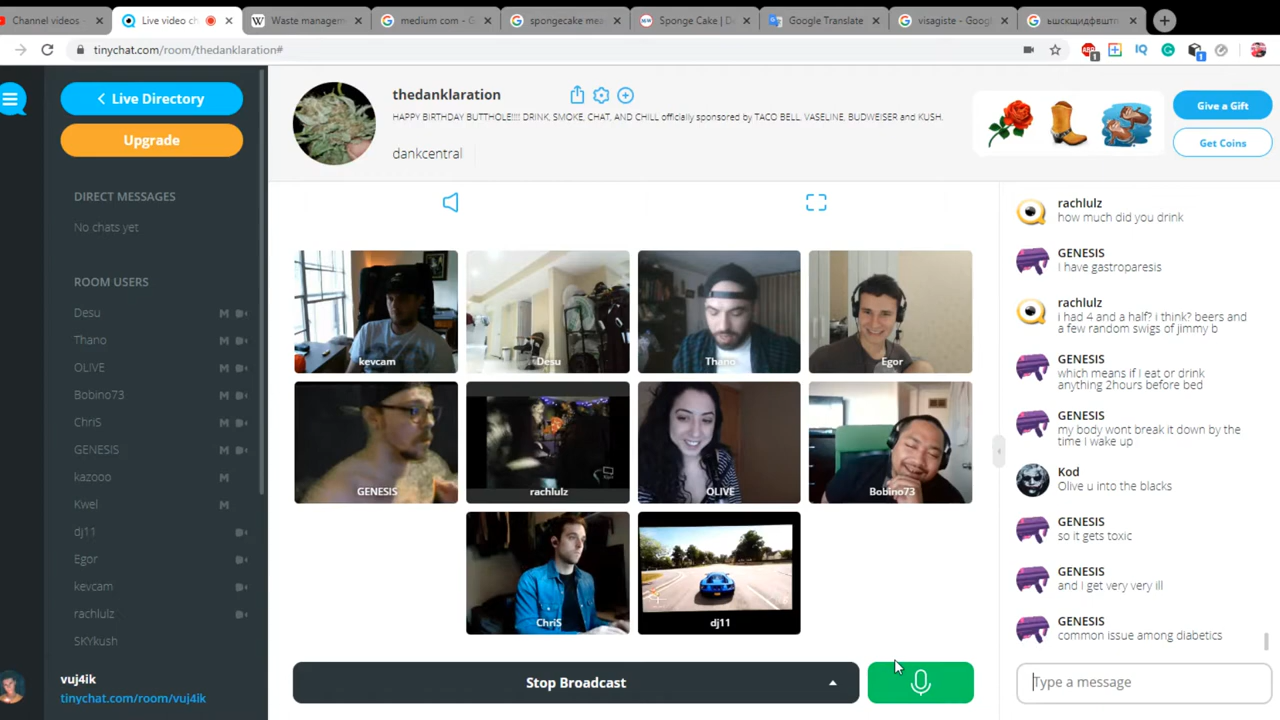 Channel videos
Live video ch
Waste managem
medium com - G
spongecake mea
Sponge Cake | D
Google Translate
visagiste - Goog
ьшсщидфвштп
tinychat.com/room/thedanklaration#
Live Directory
Upgrade
DIRECT MESSAGES
No chats yet
ROOM USERS
Desu M
Thano M
OLIVE M
Bobino73 M
ChriS M
GENESIS M
kazooo M
Kwel M
dj11
Egor
kevcam
rachlulz
SKYkush
vuj4ik
tinychat.com/room/vuj4ik
thedanklaration
HAPPY BIRTHDAY BUTTHOLE!!!! DRINK, SMOKE, CHAT, AND CHILL officially sponsored by TACO BELL, VASELINE, BUDWEISER and KUSH.
dankcentral
Give a Gift
Get Coins
kevcam
Desu
Thano
Egor
GENESIS
rachlulz
OLIVE
Bobino73
ChriS
dj11
Stop Broadcast
rachlulz
how much did you drink
GENESIS
I have gastroparesis
rachlulz
i had 4 and a half? i think? beers and
a few random swigs of jimmy b
GENESIS
which means if I eat or drink
anything 2hours before bed
GENESIS
my body wont break it down by the
time I wake up
Kod
Olive u into the blacks
GENESIS
so it gets toxic
GENESIS
and I get very very ill
GENESIS
common issue among diabetics
Type a message